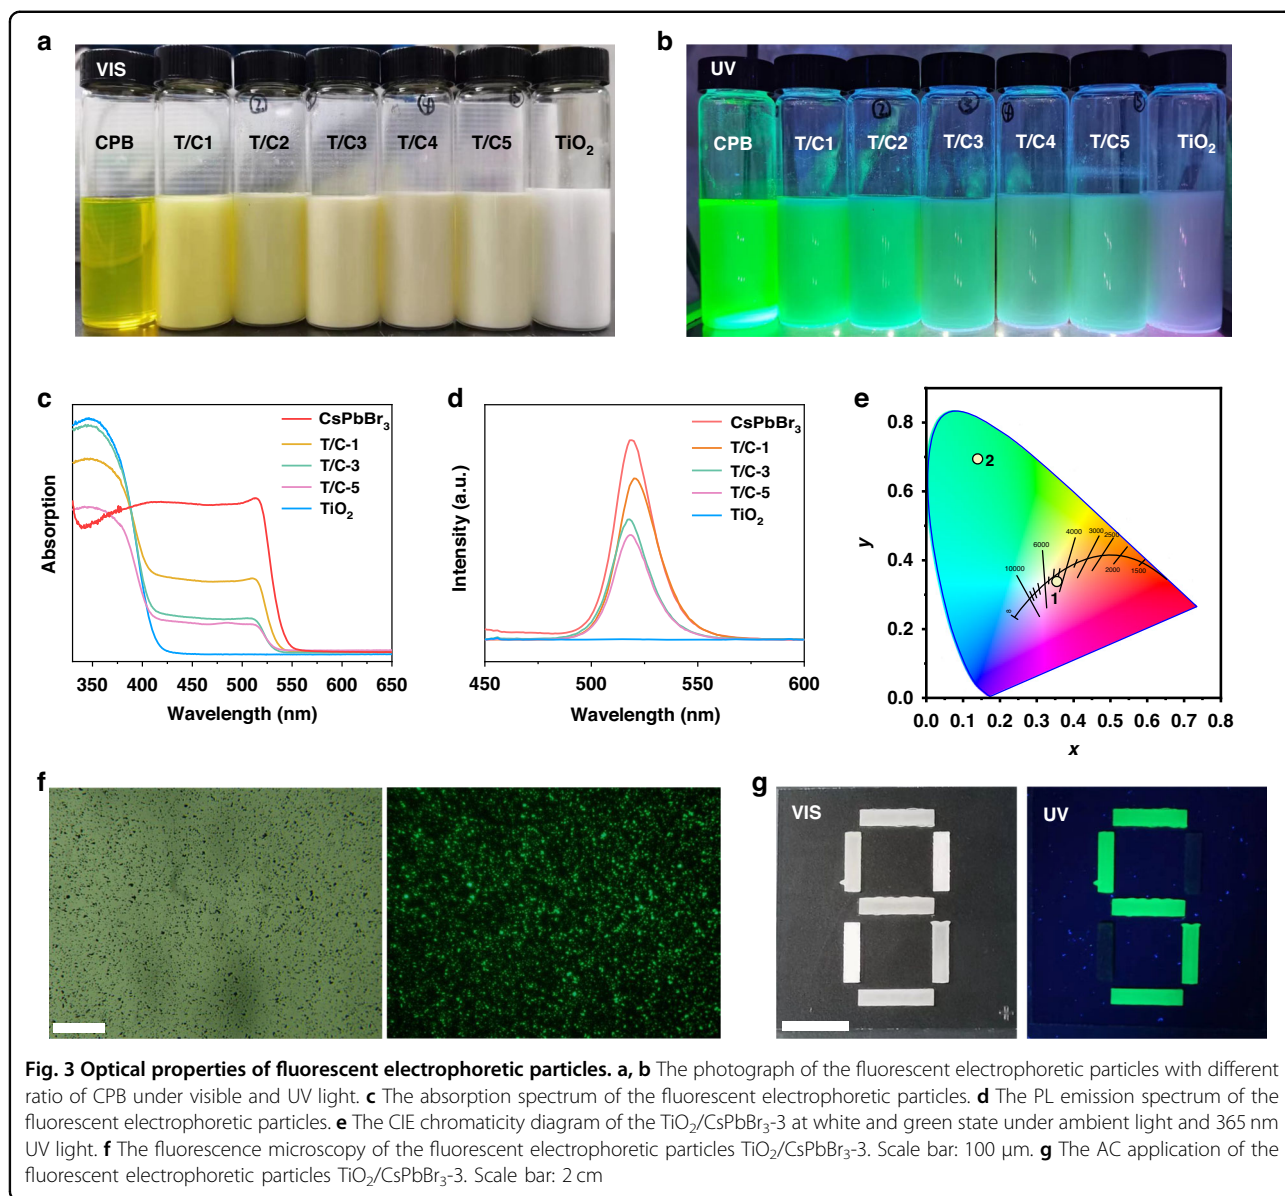 a
VIS
CPB T/C1 T/C2 T/C3 T/C4 T/C5 TiO₂
b
UV
CPB T/C1 T/C2 T/C3 T/C4 T/C5 TiO₂
c
Absorption
CsPbBr₃
T/C-1
T/C-3
T/C-5
TiO₂
350 400 450 500 550 600 650
Wavelength (nm)
d
Intensity (a.u.)
CsPbBr₃
T/C-1
T/C-3
T/C-5
TiO₂
450 500 550 600
Wavelength (nm)
e
y
0.8
0.6
0.4
0.2
0.0
2
1
∞
10000
6000
4000
3000
2500
2000
1500
0.0 0.1 0.2 0.3 0.4 0.5 0.6 0.7 0.8
x
f
g
VIS
UV
Fig. 3 Optical properties of fluorescent electrophoretic particles. a, b The photograph of the fluorescent electrophoretic particles with different
ratio of CPB under visible and UV light. c The absorption spectrum of the fluorescent electrophoretic particles. d The PL emission spectrum of the
fluorescent electrophoretic particles. e The CIE chromaticity diagram of the TiO₂/CsPbBr₃-3 at white and green state under ambient light and 365 nm
UV light. f The fluorescence microscopy of the fluorescent electrophoretic particles TiO₂/CsPbBr₃-3. Scale bar: 100 μm. g The AC application of the
fluorescent electrophoretic particles TiO₂/CsPbBr₃-3. Scale bar: 2 cm